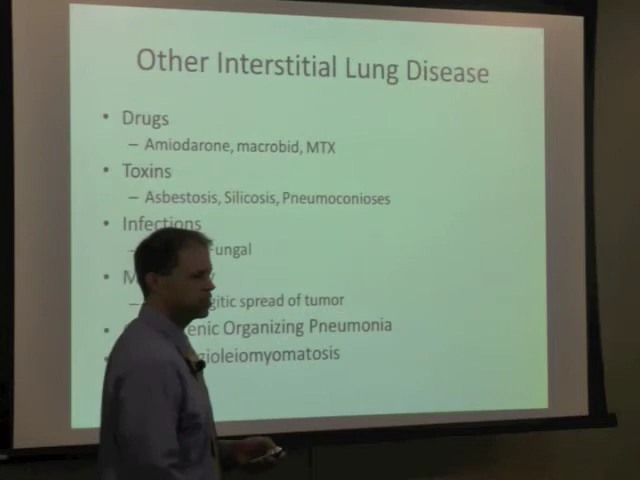 Other Interstitial Lung Disease
• Drugs
– Amiodarone, macrobid, MTX
• Toxins
– Asbestosis, Silicosis, Pneumoconioses
• Infections
– ungal
• M
– gitic spread of tumor
• enic Organizing Pneumonia
• gioleiomyomatosis